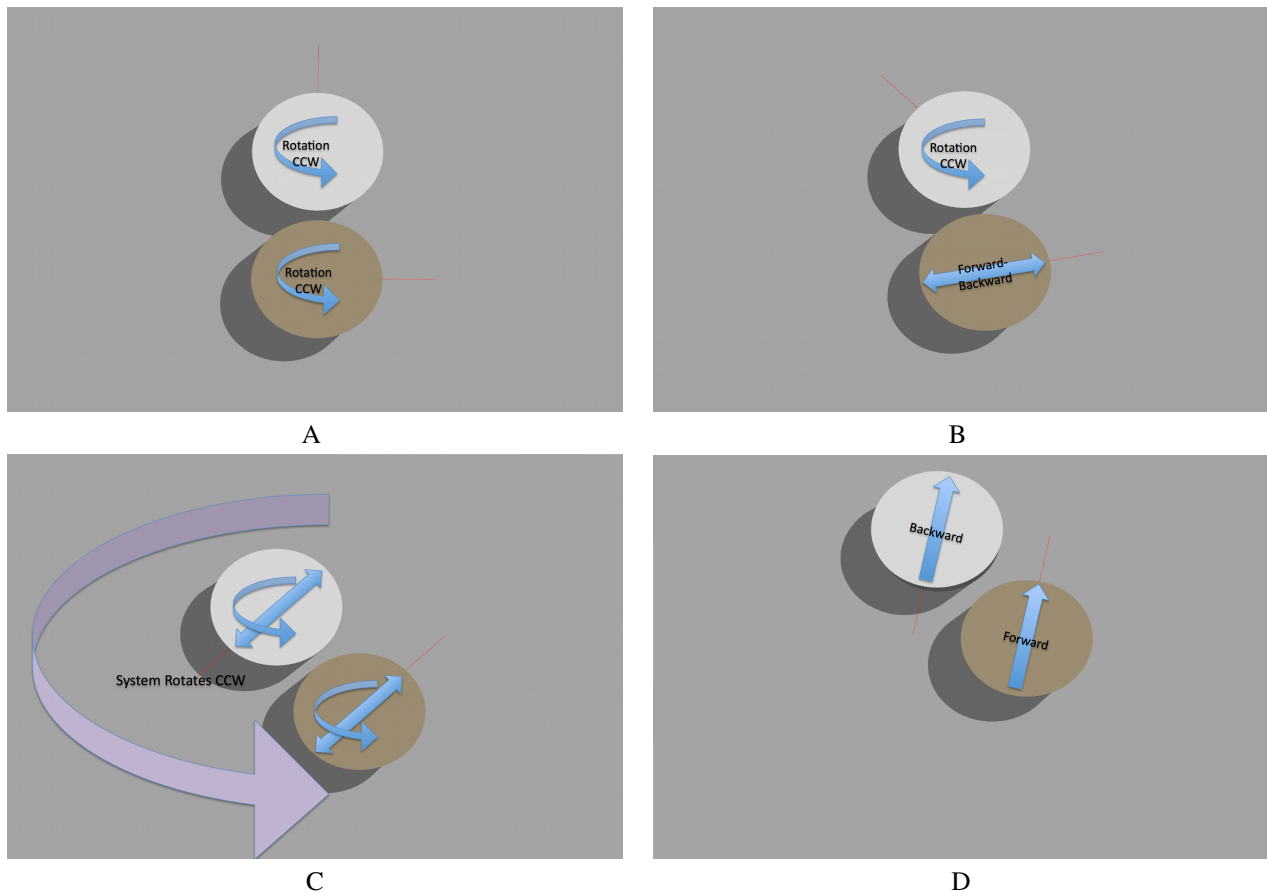 Rotation
CCW
Rotation
CCW
A
Rotation
CCW
Forward-
Backward
B
System Rotates CCW
C
Backward
Forward
D